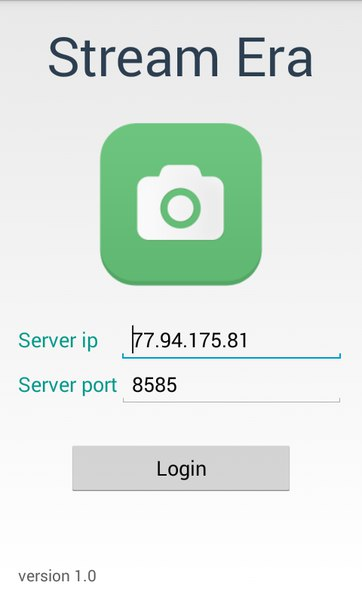 Stream Era
Server ip 77.94.175.81
Server port 8585
Login
version 1.0